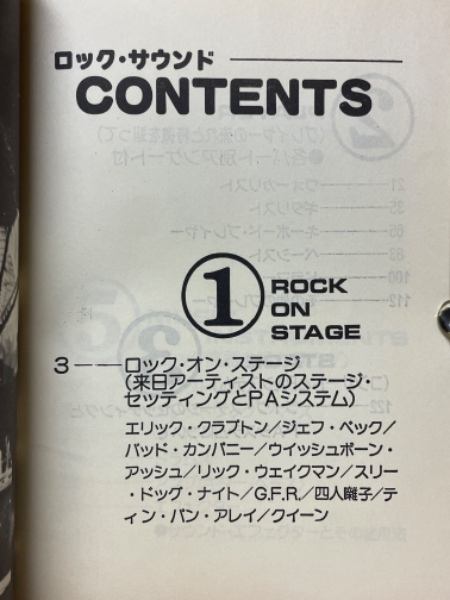 ロック・サウンド
CONTENTS
① ROCK
ON
STAGE
3――ロック・オン・ステージ
(来日アーティストのステージ・
セッティングとPAシステム)
エリック・クラプトン/ジェフ・ベック/
バッド・カンパニー/ウイッシュボーン・
アッシュ/リック・ウェイクマン/スリー
・ドッグ・ナイト/G.F.R./四人囃子/テ
ィン・パン・アレイ/クイーン